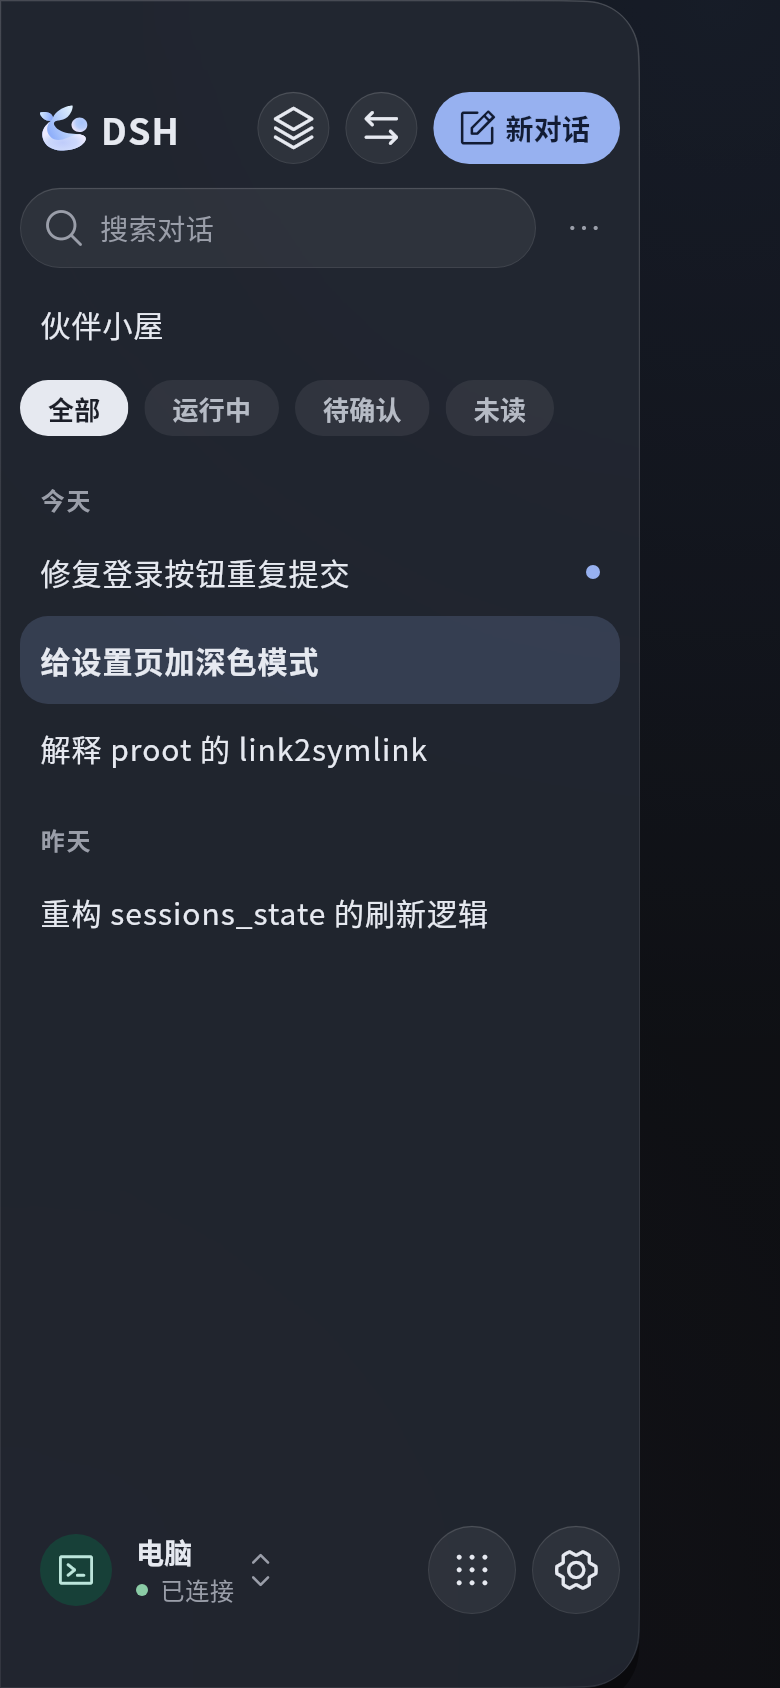 DSH
新对话
搜索对话
伙伴小屋
全部 运行中 待确认 未读
今天
修复登录按钮重复提交
给设置页加深色模式
解释 proot 的 link2symlink
昨天
重构 sessions_state 的刷新逻辑
电脑
已连接